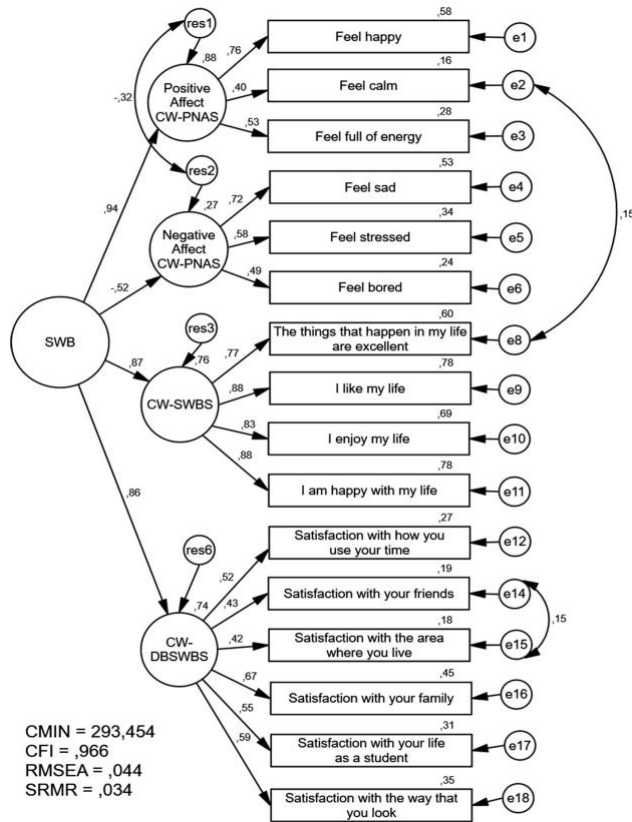 res1
,58
,88
,76
Feel happy
e1
Positive
Affect
CW-PNAS
,16
,40
Feel calm
e2
-,32
,28
,53
Feel full of energy
e3
res2
,53
,94
,27
,72
Feel sad
e4
Negative
Affect
CW-PNAS
,34
,58
Feel stressed
e5
,15
,24
-,52
,49
Feel bored
e6
SWB
res3
,60
,87
,76
,77
The things that happen in my life
are excellent
e8
,78
CW-SWBS
,88
I like my life
e9
,69
,83
I enjoy my life
e10
,78
,88
I am happy with my life
e11
,86
,27
res6
Satisfaction with how you
use your time
e12
,52
,19
,74
,43
Satisfaction with your friends
e14
,15
CW-
DBSWBS
,18
,42
Satisfaction with the area
where you live
e15
,45
,67
Satisfaction with your family
e16
,31
,55
Satisfaction with your life
as a student
e17
,59
,35
Satisfaction with the way that
you look
e18
CMIN = 293,454
CFI = ,966
RMSEA = ,044
SRMR = ,034